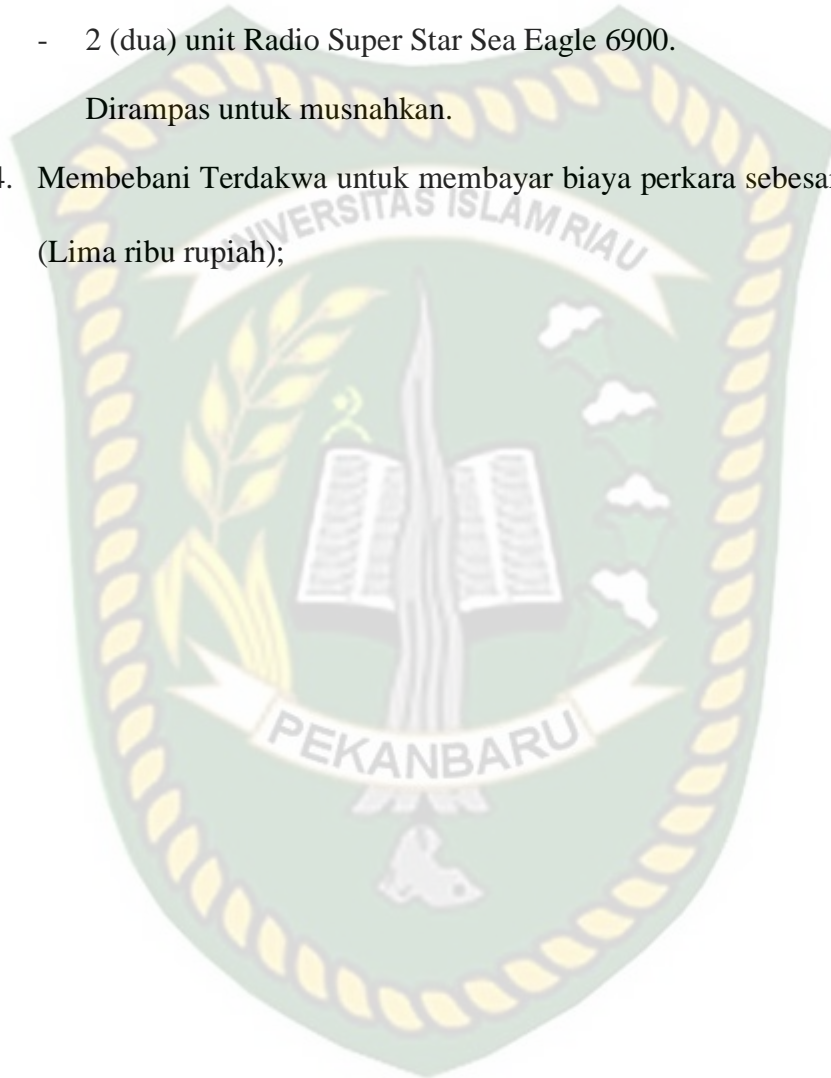 - 2 (dua) unit Radio Super Star Sea Eagle 6900.
Dirampas untuk musnahkan.
4. Membebani Terdakwa untuk membayar biaya perkara sebesar
UNIVERSITAS ISLAM RIAU
(Lima ribu rupiah);
PEKANBARU